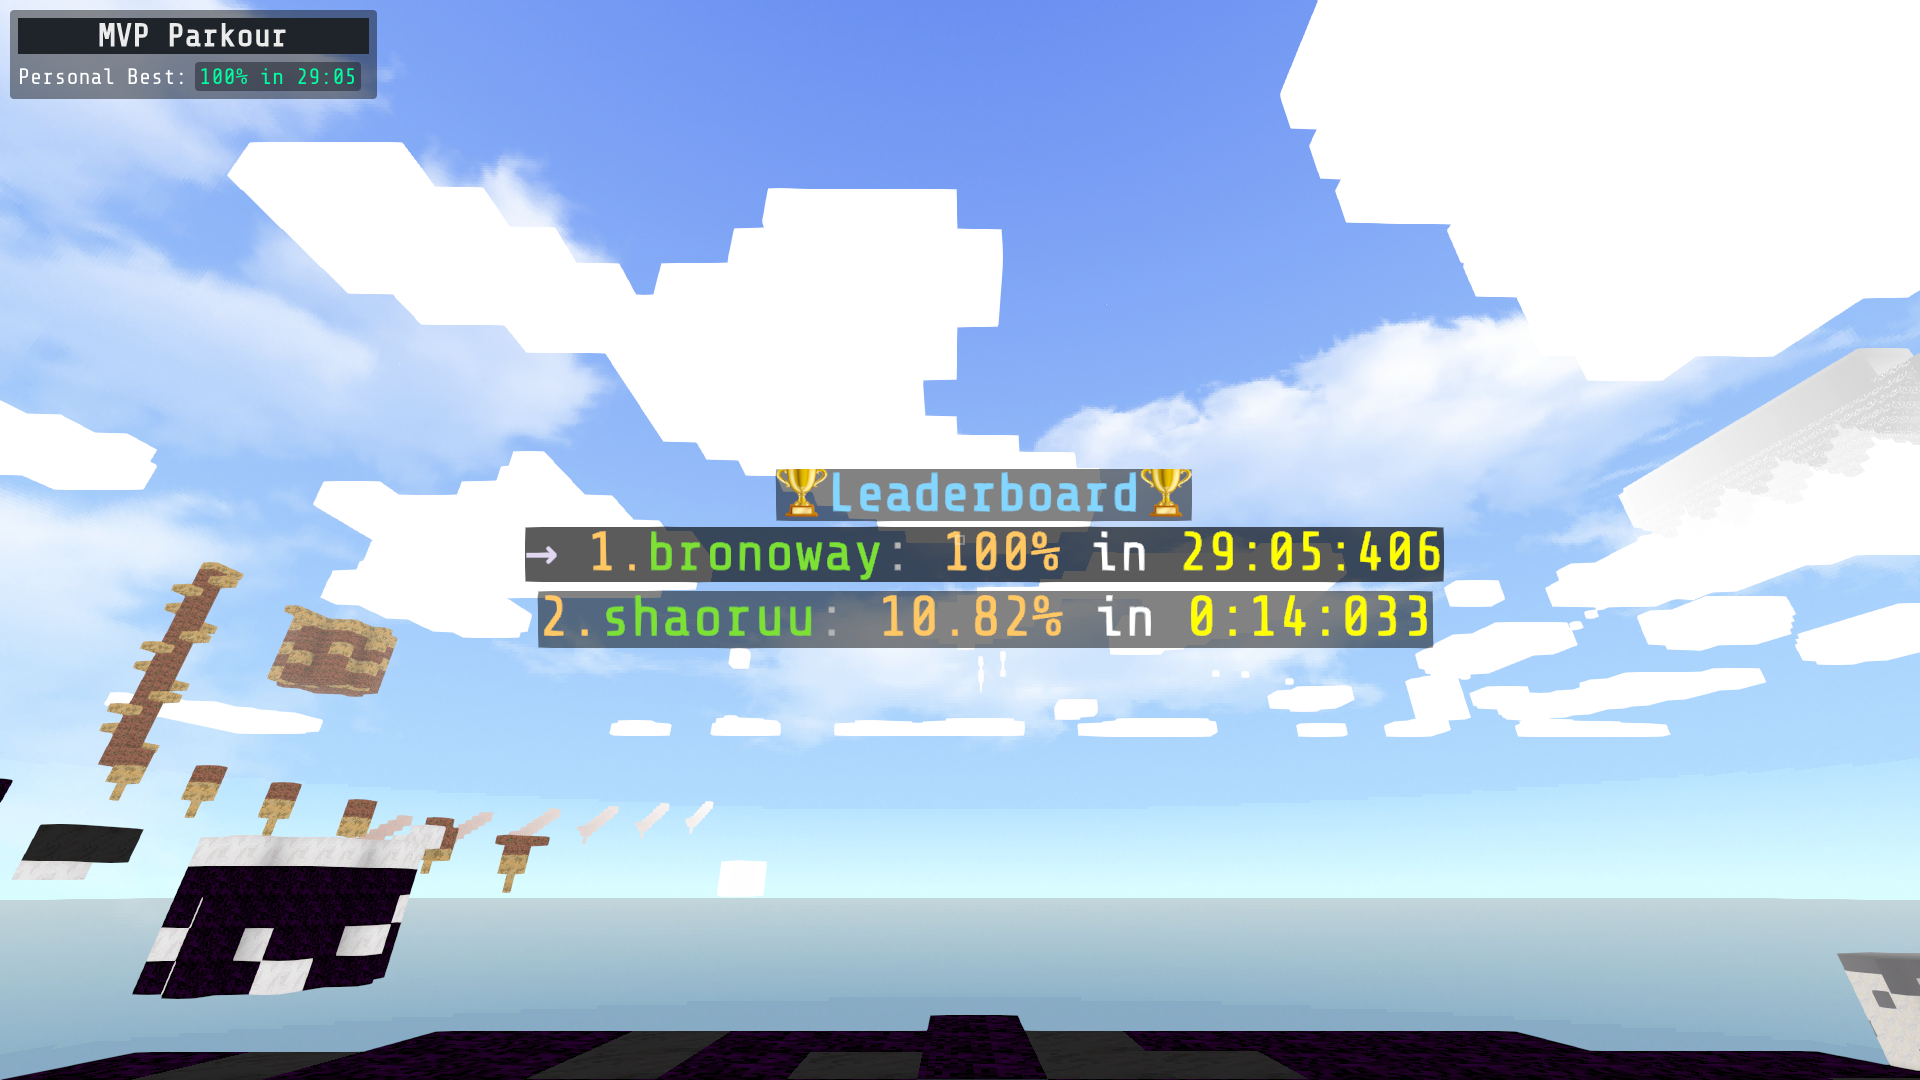 MVP Parkour
Personal Best: 100% in 29:05
🏆Leaderboard🏆
→ 1.bronoway: 100% in 29:05:406
2.shaoruu: 10.82% in 0:14:033